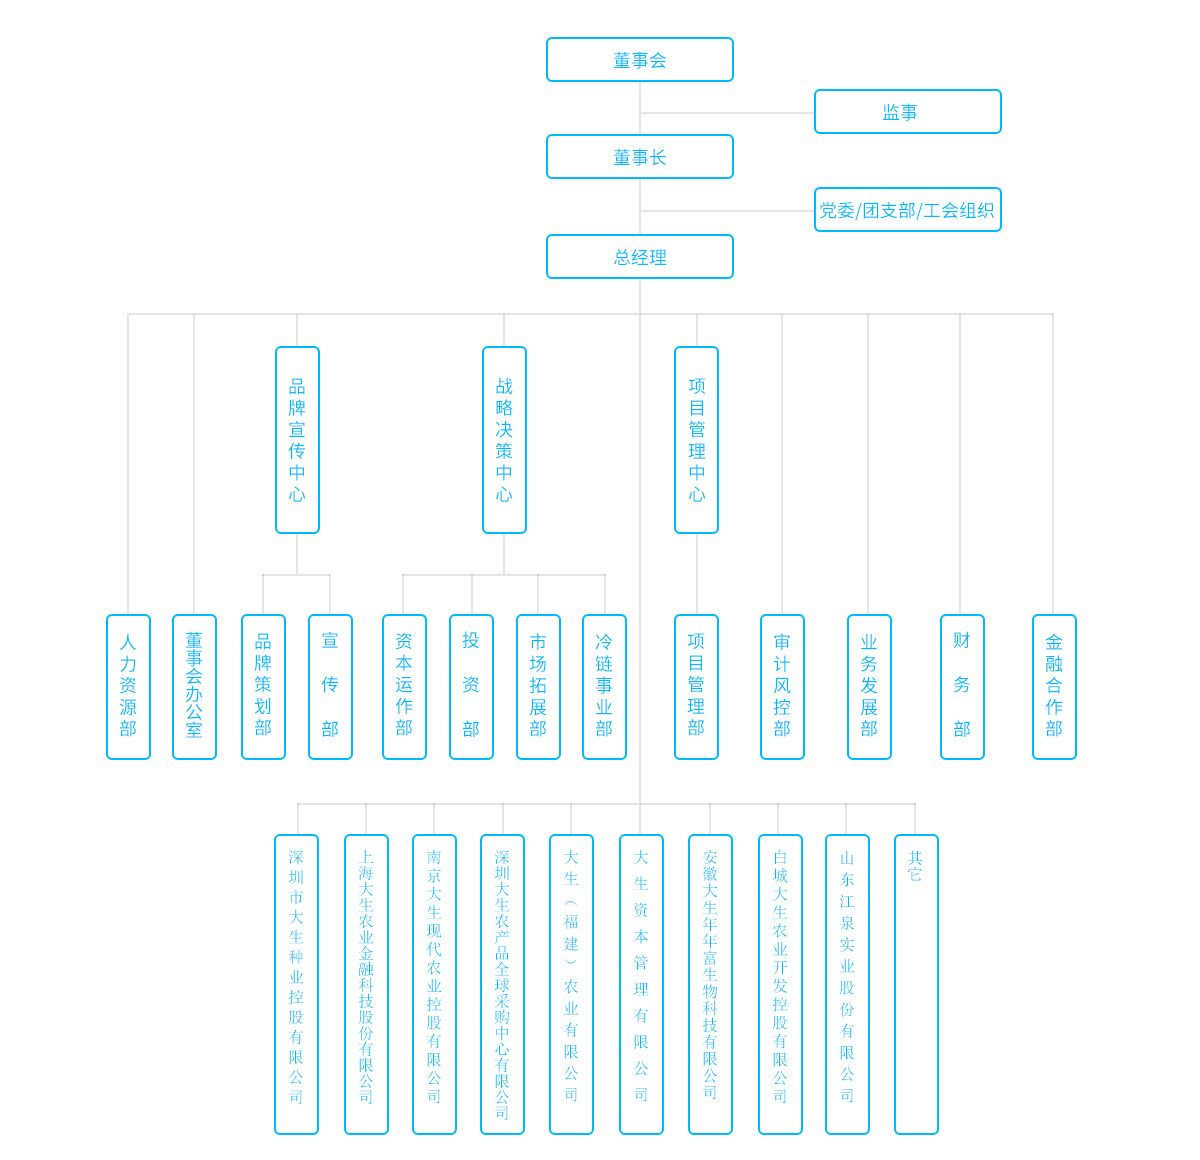 董事会
监事
董事长
党委/团支部/工会组织
总经理
品牌宣传中心
战略决策中心
项目管理中心
人力资源部
董事会办公室
品牌策划部
宣传部
资本运作部
投资部
市场拓展部
冷链事业部
项目管理部
审计风控部
业务发展部
财务部
金融合作部
深圳市大生种业控股有限公司
上海大生农业金融科技股份有限公司
南京大生现代农业控股有限公司
深圳大生农产品全球采购中心有限公司
大生（福建）农业有限公司
大生资本管理有限公司
安徽大生年年富生物科技有限公司
白城大生农业开发控股有限公司
山东江泉实业股份有限公司
其它